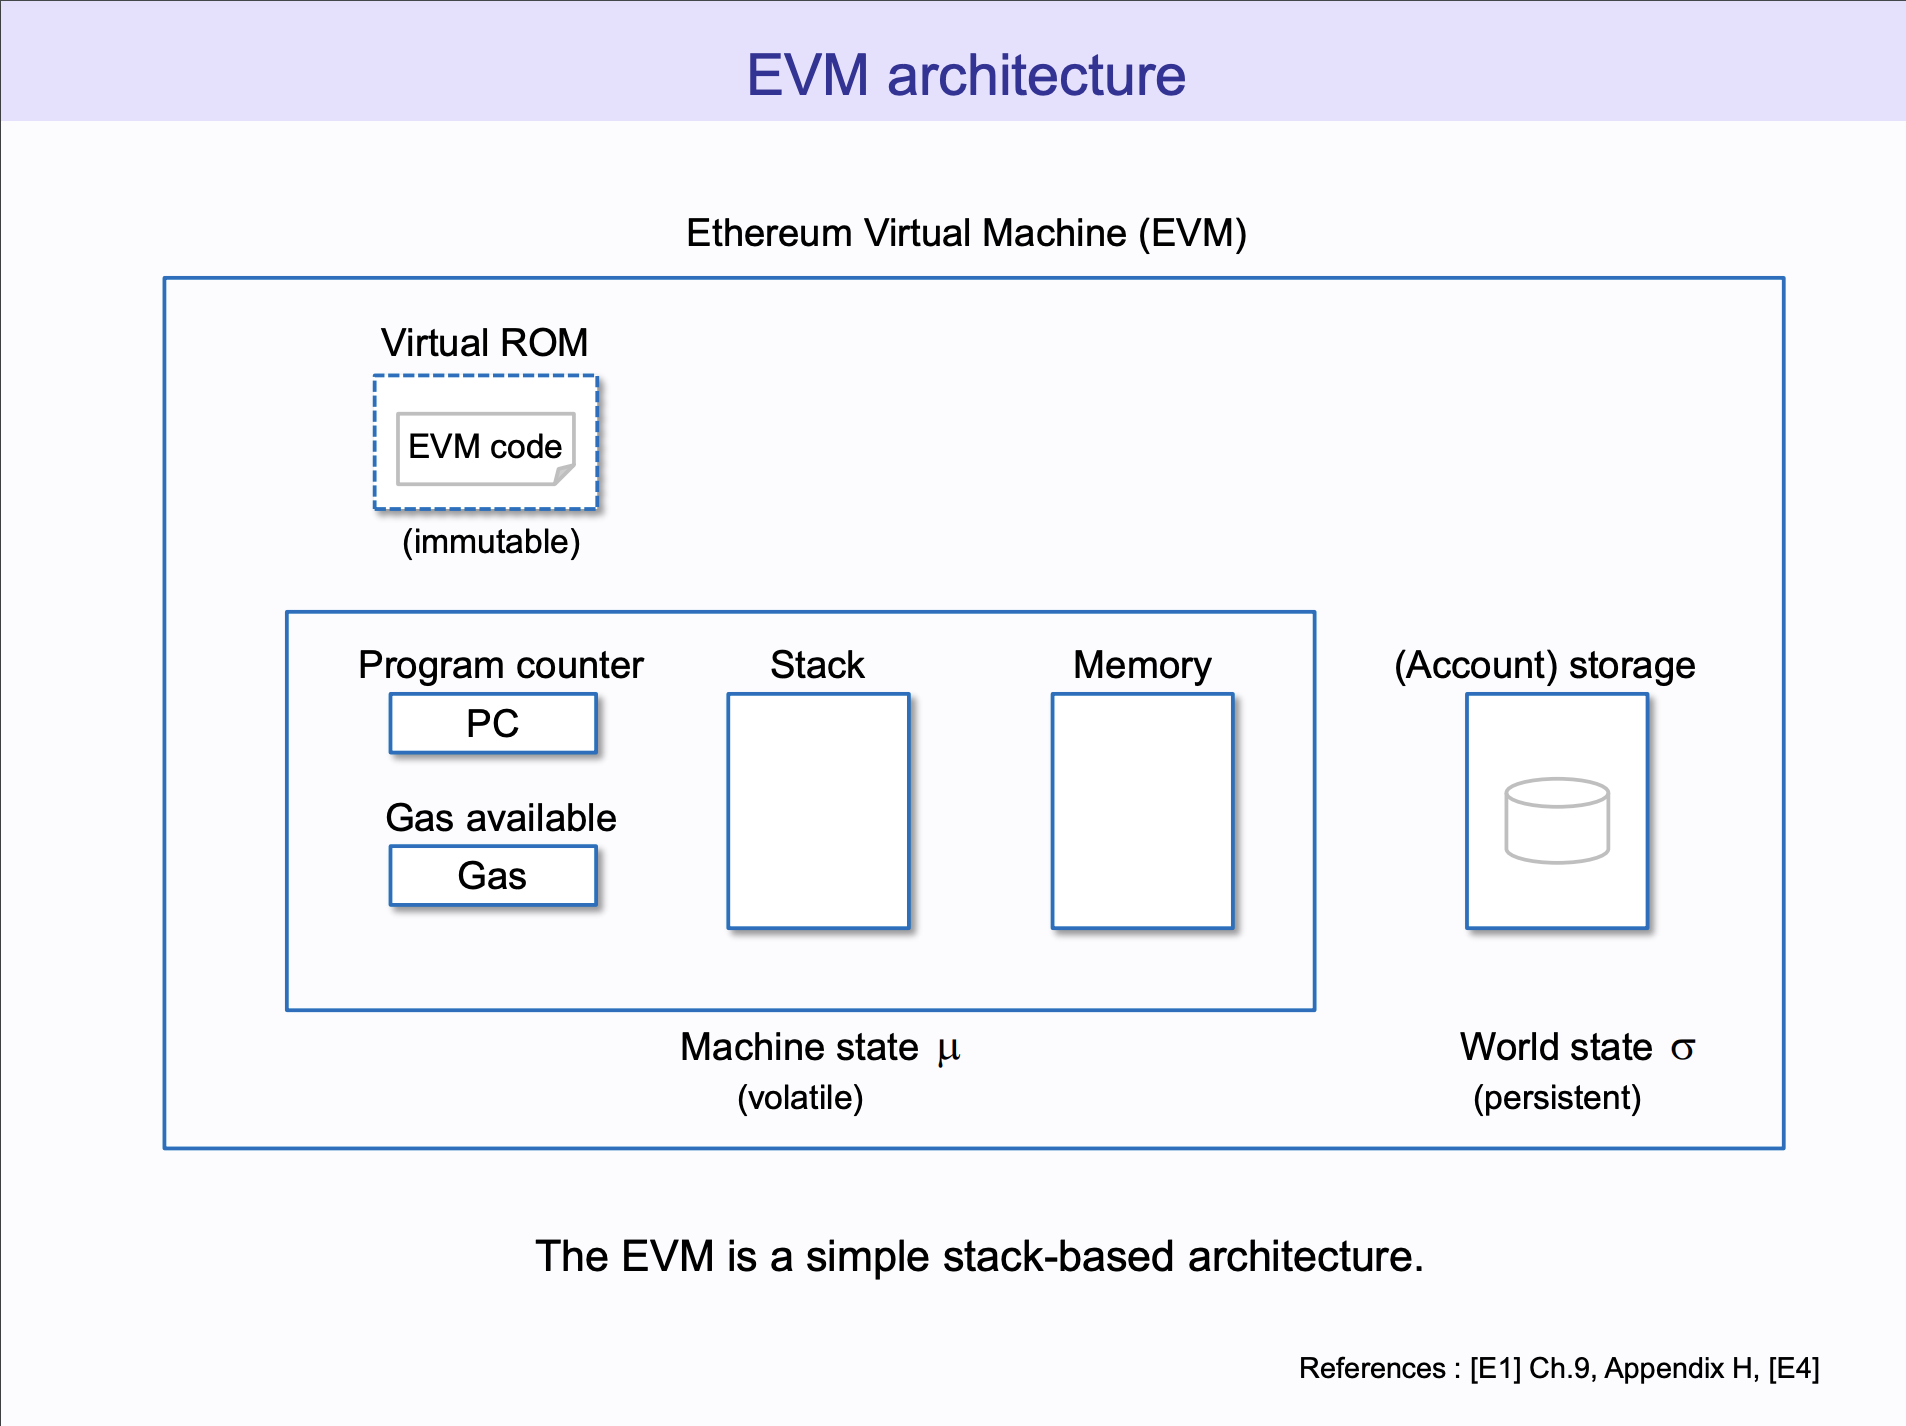 EVM architecture
Ethereum Virtual Machine (EVM)
Virtual ROM
EVM code
(immutable)
Program counter
PC
Gas available
Gas
Stack
Memory
(Account) storage
Machine state μ
(volatile)
World state σ
(persistent)
The EVM is a simple stack-based architecture.
References : [E1] Ch.9, Appendix H, [E4]